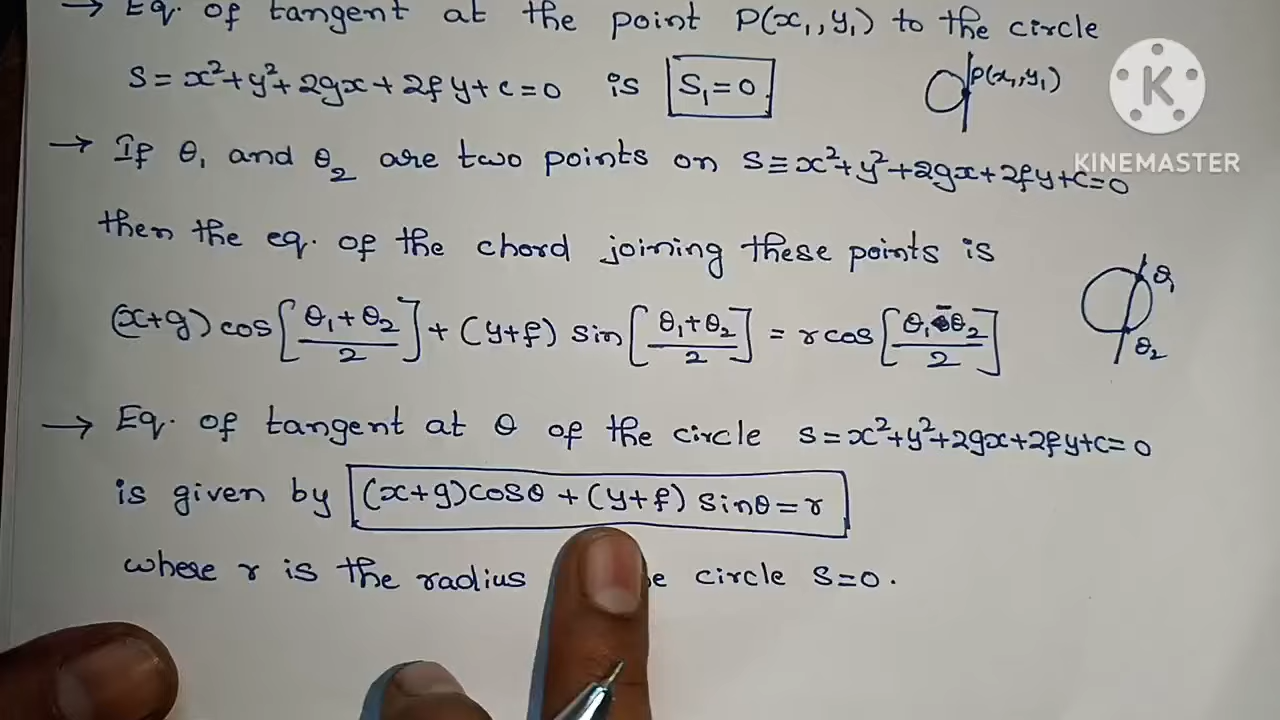 → Eq. of tangent at the point P(x₁,y₁) to the circle
S = x²+y²+2gx+2fy+c=0 is S₁=0
P(x₁,y₁)
K
KINEMASTER
→ If θ₁ and θ₂ are two points on S≡x²+y²+2gx+2fy+c=0
then the eq. of the chord joining these points is
(x+g)cos[θ₁+θ₂/2]+(y+f) sin[θ₁+θ₂/2] = r cos[θ₁-θ₂/2]
θ₁
θ₂
→ Eq. of tangent at θ of the circle S=x²+y²+2gx+2fy+c=0
is given by (x+g)cosθ+(y+f) sinθ=r
where r is the radius circle S=0.